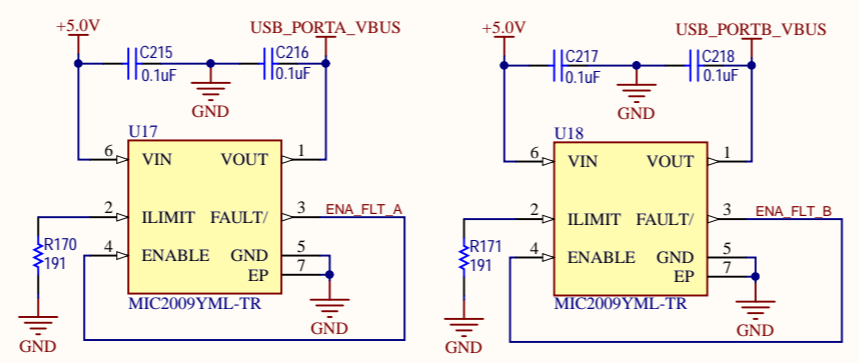 +5.0V
USB_PORTA_VBUS
C215
0.1uF
C216
0.1uF
GND
U17
6
VIN
VOUT
1
2
ILIMIT
FAULT/
3
ENA_FLT_A
4
ENABLE
GND
5
EP
7
R170
191
MIC2009YML-TR
GND
GND
+5.0V
USB_PORTB_VBUS
C217
0.1uF
C218
0.1uF
GND
U18
6
VIN
VOUT
1
2
ILIMIT
FAULT/
3
ENA_FLT_B
4
ENABLE
GND
5
EP
7
R171
191
MIC2009YML-TR
GND
GND